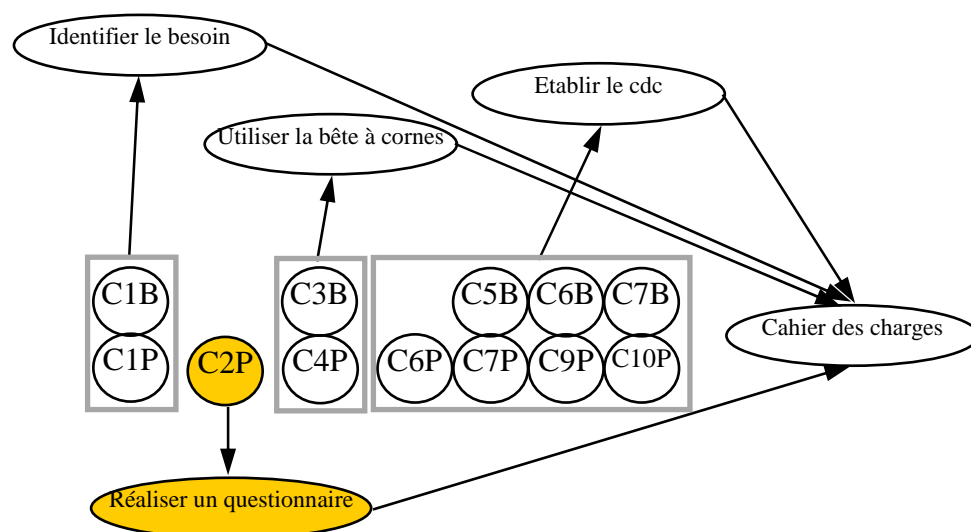 Identifier le besoin
Etablir le cdc
Utiliser la bête à cornes
C1B
C3B
C5B
C6B
C7B
Cahier des charges
C1P
C2P
C4P
C6P
C7P
C9P
C10P
Réaliser un questionnaire